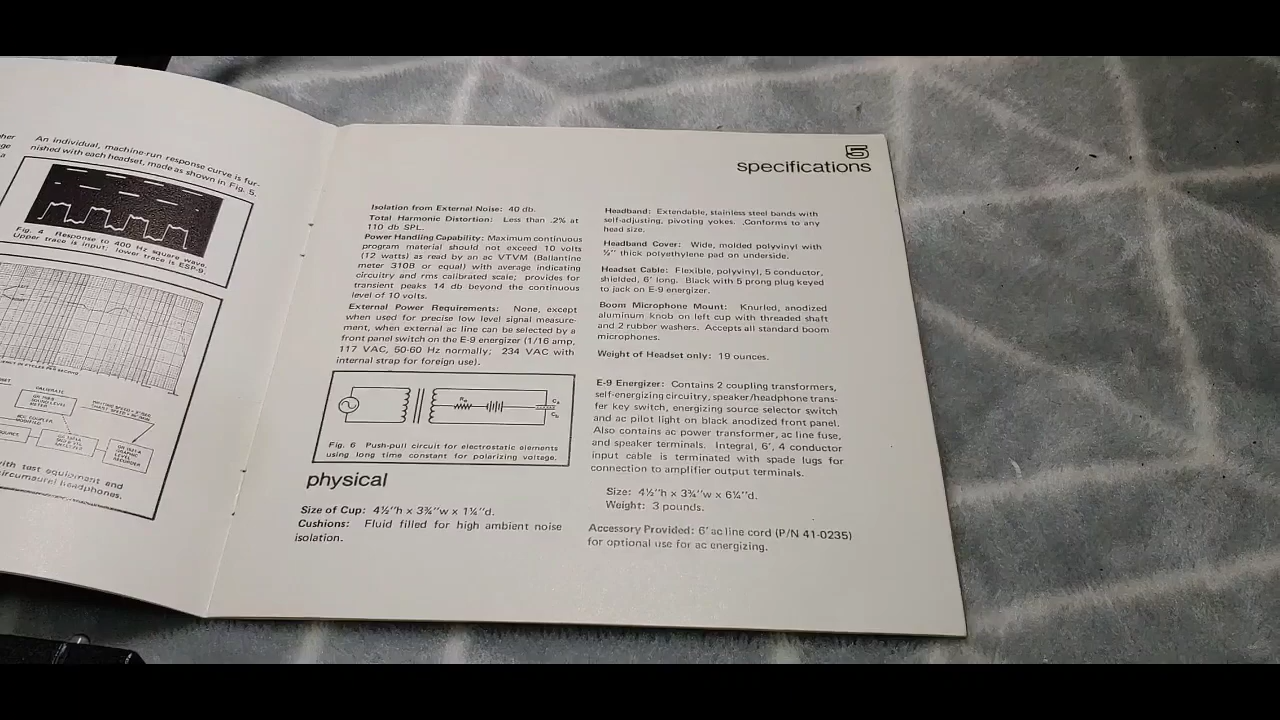 An individual, machine-run response curve is fur-
nished with each headset, made as shown in Fig. 5.
Fig. 4 Response to 400 Hz square wave.
Upper trace is input: lower trace is ESP-9.
CALIBRATE
with test equipment and
circumaural headphones.
5
specifications
Isolation from External Noise: 40 db.
Total Harmonic Distortion: Less than .2% at
110 db SPL.
Power Handling Capability: Maximum continuous
program material should not exceed 10 volts
(12 watts) as read by an ac VTVM (Ballantine
meter 310B or equal) with average indicating
circuitry and rms calibrated scale; provides for
transient peaks 14 db beyond the continuous
level of 10 volts.
External Power Requirements: None, except
when used for precise low level signal measure-
ment, when external ac line can be selected by a
front panel switch on the E-9 energizer (1/16 amp,
117 VAC, 50-60 Hz normally; 234 VAC with
internal strap for foreign use).
Fig. 6 Push-pull circuit for electrostatic elements
using long time constant for polarizing voltage.
physical
Size of Cup: 4½"h x 3¾"w x 1¼"d.
Cushions: Fluid filled for high ambient noise
isolation.
Headband: Extendable, stainless steel bands with
self-adjusting, pivoting yokes. Conforms to any
head size.
Headband Cover: Wide, molded polyvinyl with
thick polyethylene pad on underside.
Headset Cable: Flexible, polyvinyl, 5 conductor,
shielded, 6' long. Black with 5 prong plug keyed
to jack on E-9 energizer.
Boom Microphone Mount: Knurled, anodized
aluminum knob on left cup with threaded shaft
and 2 rubber washers. Accepts all standard boom
microphones.
Weight of Headset only: 19 ounces.
E-9 Energizer: Contains 2 coupling transformers,
self-energizing circuitry, speaker/headphone trans-
fer key switch, energizing source selector switch
and ac pilot light on black anodized front panel.
Also contains ac power transformer, ac line fuse,
and speaker terminals. Integral, 6', 4 conductor
input cable is terminated with spade lugs for
connection to amplifier output terminals.
Size: 4½"h x 3¾"w x 6¼"d.
Weight: 3 pounds.
Accessory Provided: 6' ac line cord (P/N 41-0235)
for optional use for ac energizing.